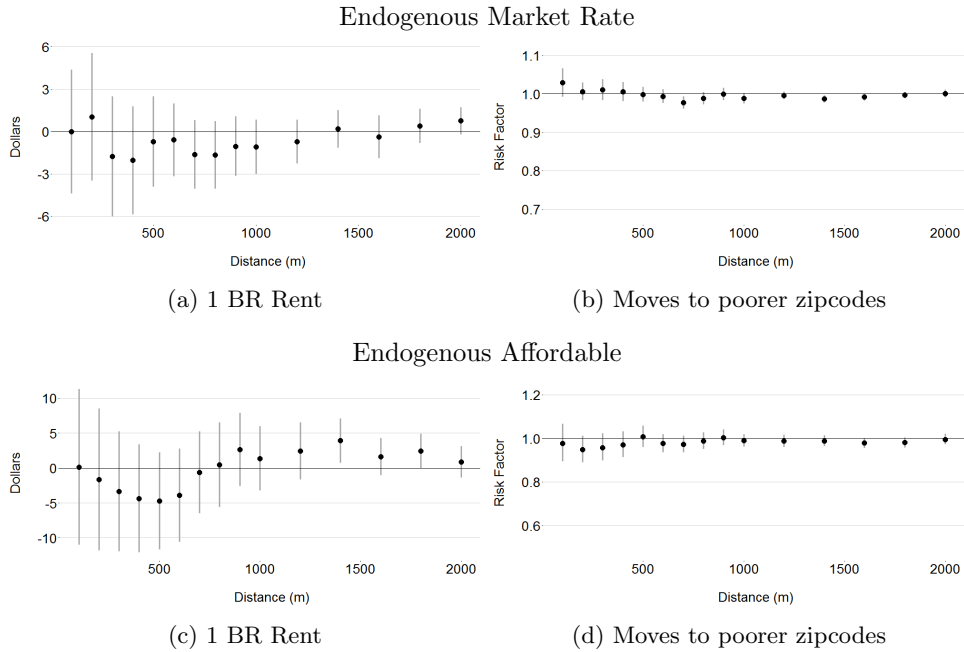 Endogenous Market Rate
6
3
0
-3
-6
Dollars
500 1000 1500 2000
Distance (m)
(a) 1 BR Rent
1.1
1.0
0.9
0.8
0.7
Risk Factor
500 1000 1500 2000
Distance (m)
(b) Moves to poorer zipcodes
Endogenous Affordable
10
5
0
-5
-10
Dollars
500 1000 1500 2000
Distance (m)
(c) 1 BR Rent
1.2
1.0
0.8
0.6
Risk Factor
500 1000 1500 2000
Distance (m)
(d) Moves to poorer zipcodes